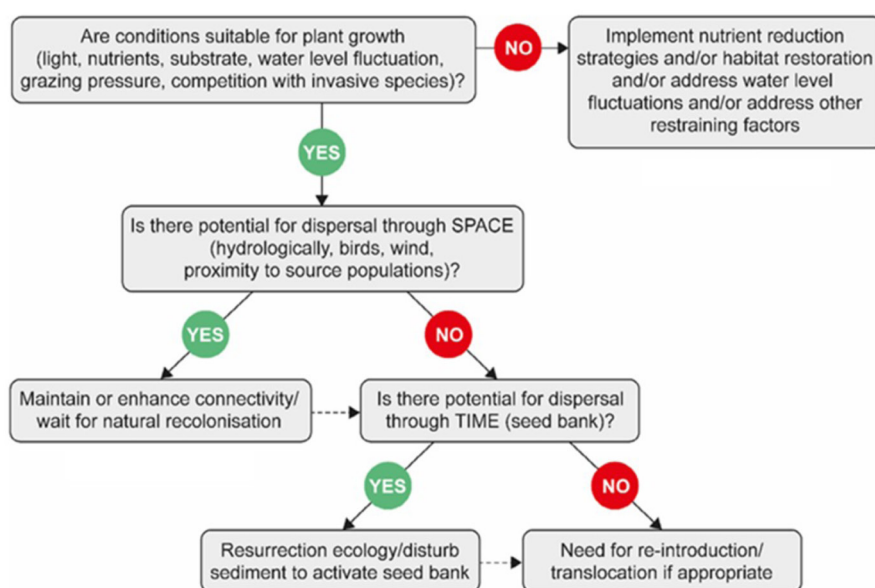 Are conditions suitable for plant growth
(light, nutrients, substrate, water level fluctuation,
grazing pressure, competition with invasive species)?
NO
Implement nutrient reduction
strategies and/or habitat restoration
and/or address water level
fluctuations and/or address other
restraining factors
YES
Is there potential for dispersal through SPACE
(hydrologically, birds, wind,
proximity to source populations)?
YES
NO
Maintain or enhance connectivity/
wait for natural recolonisation
Is there potential for dispersal
through TIME (seed bank)?
YES
NO
Resurrection ecology/disturb
sediment to activate seed bank
Need for re-introduction/
translocation if appropriate